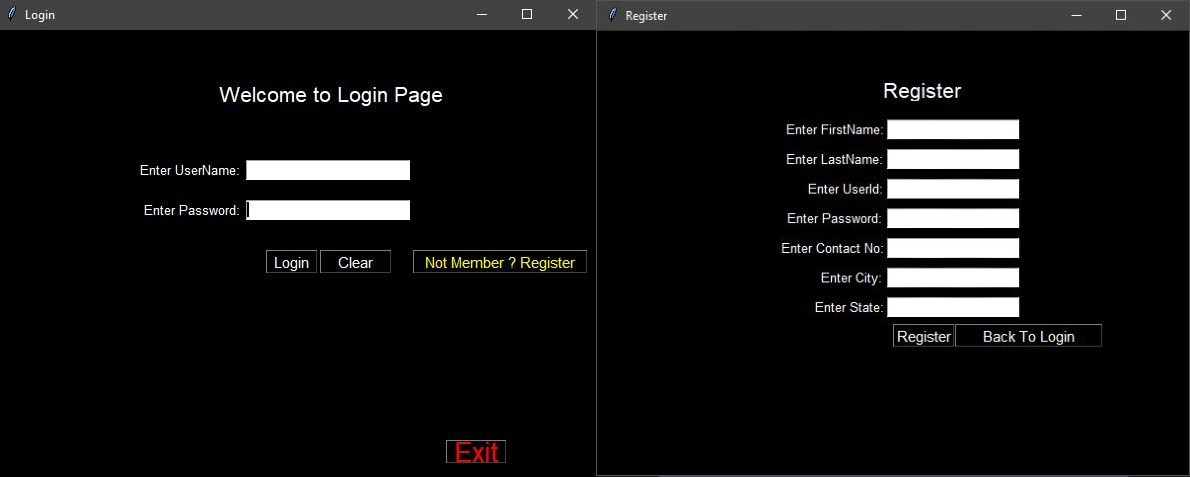 Login
Welcome to Login Page
Enter UserName:
Enter Password:
Login Clear Not Member ? Register
Exit
Register
Register
Enter FirstName:
Enter LastName:
Enter UserId:
Enter Password:
Enter Contact No:
Enter City:
Enter State:
Register Back To Login